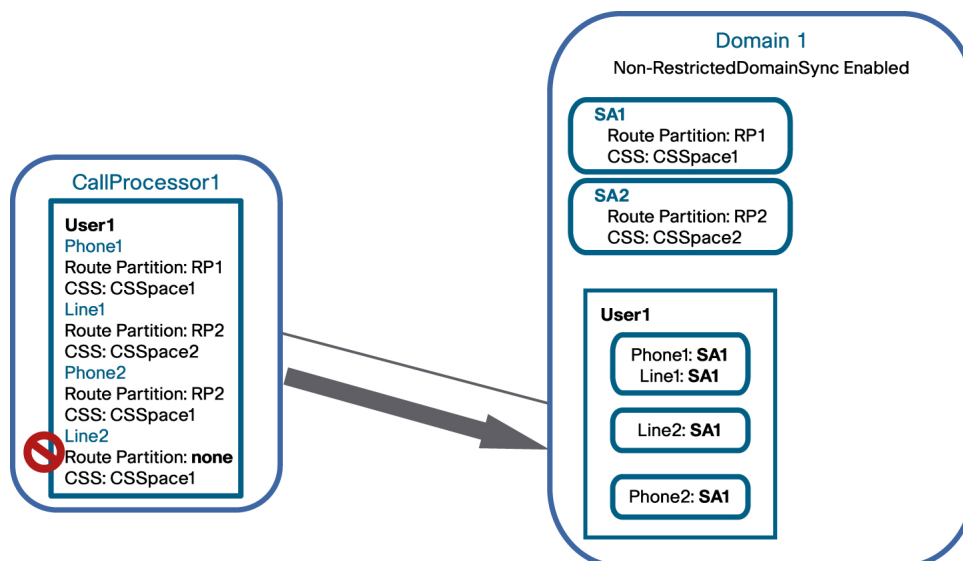 CallProcessor1
User1
Phone1
Route Partition: RP1
CSS: CSSpace1
Line1
Route Partition: RP2
CSS: CSSpace2
Phone2
Route Partition: RP2
CSS: CSSpace1
Line2
Route Partition: none
CSS: CSSpace1
Domain 1
Non-RestrictedDomainSync Enabled
SA1
Route Partition: RP1
CSS: CSSpace1
SA2
Route Partition: RP2
CSS: CSSpace2
User1
Phone1: SA1
Line1: SA1
Line2: SA1
Phone2: SA1